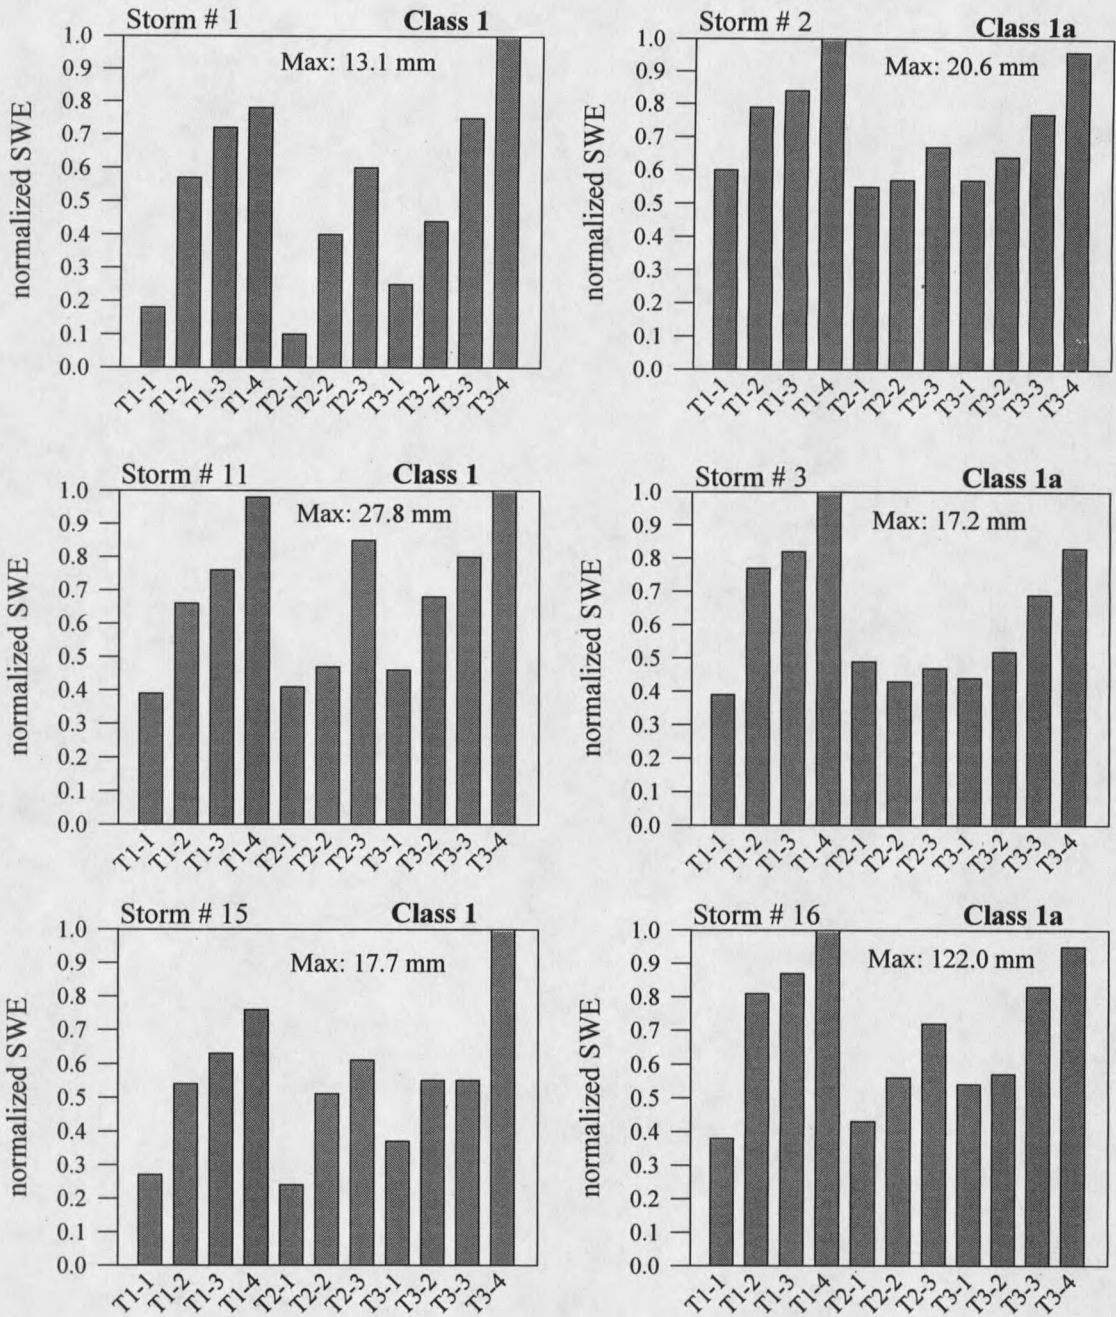 Storm # 1 Class 1
Max: 13.1 mm
normalized SWE
1.0
0.9
0.8
0.7
0.6
0.5
0.4
0.3
0.2
0.1
0.0
T1-1 T1-2 T1-3 T1-4 T2-1 T2-2 T2-3 T3-1 T3-2 T3-3 T3-4
Storm # 2 Class 1a
Max: 20.6 mm
normalized SWE
1.0
0.9
0.8
0.7
0.6
0.5
0.4
0.3
0.2
0.1
0.0
T1-1 T1-2 T1-3 T1-4 T2-1 T2-2 T2-3 T3-1 T3-2 T3-3 T3-4
Storm # 11 Class 1
Max: 27.8 mm
normalized SWE
1.0
0.9
0.8
0.7
0.6
0.5
0.4
0.3
0.2
0.1
0.0
T1-1 T1-2 T1-3 T1-4 T2-1 T2-2 T2-3 T3-1 T3-2 T3-3 T3-4
Storm # 3 Class 1a
Max: 17.2 mm
normalized SWE
1.0
0.9
0.8
0.7
0.6
0.5
0.4
0.3
0.2
0.1
0.0
T1-1 T1-2 T1-3 T1-4 T2-1 T2-2 T2-3 T3-1 T3-2 T3-3 T3-4
Storm # 15 Class 1
Max: 17.7 mm
normalized SWE
1.0
0.9
0.8
0.7
0.6
0.5
0.4
0.3
0.2
0.1
0.0
T1-1 T1-2 T1-3 T1-4 T2-1 T2-2 T2-3 T3-1 T3-2 T3-3 T3-4
Storm # 16 Class 1a
Max: 122.0 mm
normalized SWE
1.0
0.9
0.8
0.7
0.6
0.5
0.4
0.3
0.2
0.1
0.0
T1-1 T1-2 T1-3 T1-4 T2-1 T2-2 T2-3 T3-1 T3-2 T3-3 T3-4